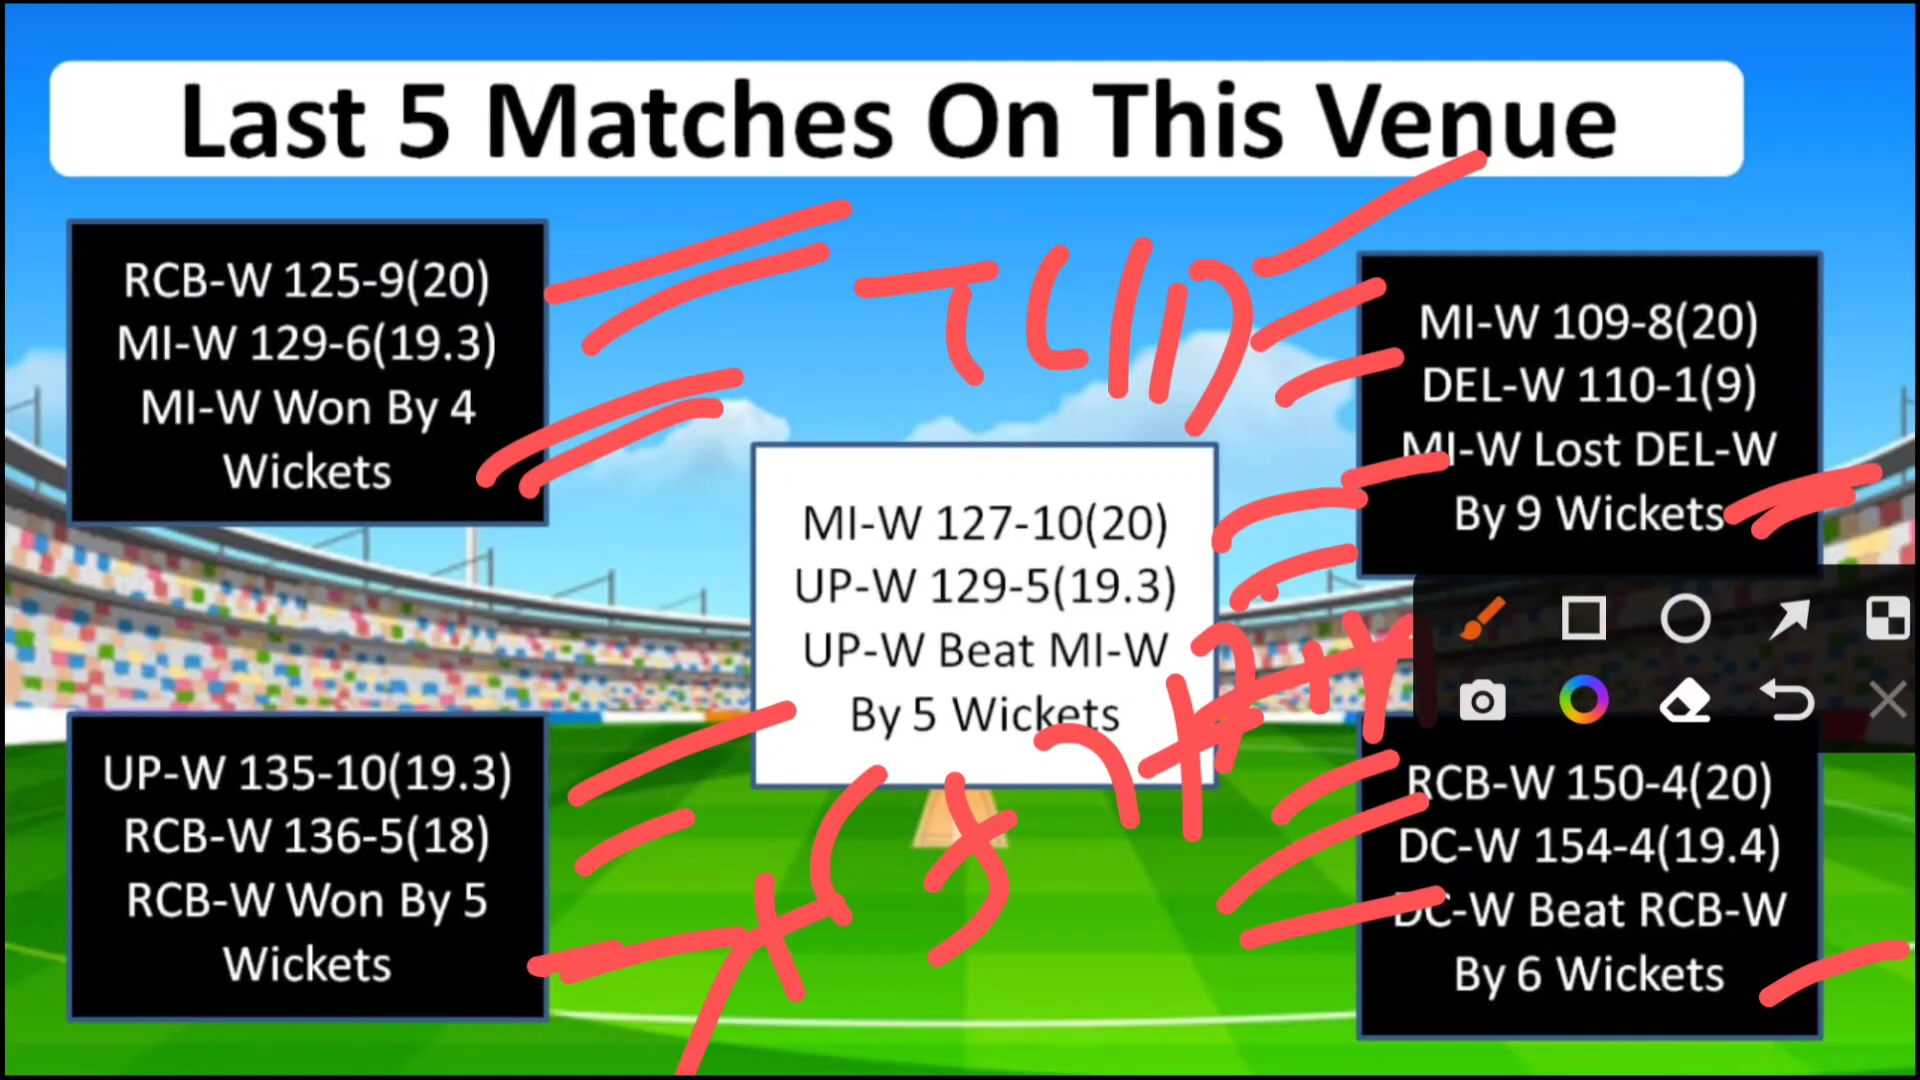 Last 5 Matches On This Venue
RCB-W 125-9(20)
MI-W 129-6(19.3)
MI-W Won By 4
Wickets
MI-W 109-8(20)
DEL-W 110-1(9)
MI-W Lost DEL-W
By 9 Wickets
MI-W 127-10(20)
UP-W 129-5(19.3)
UP-W Beat MI-W
By 5 Wickets
UP-W 135-10(19.3)
RCB-W 136-5(18)
RCB-W Won By 5
Wickets
RCB-W 150-4(20)
DC-W 154-4(19.4)
DC-W Beat RCB-W
By 6 Wickets